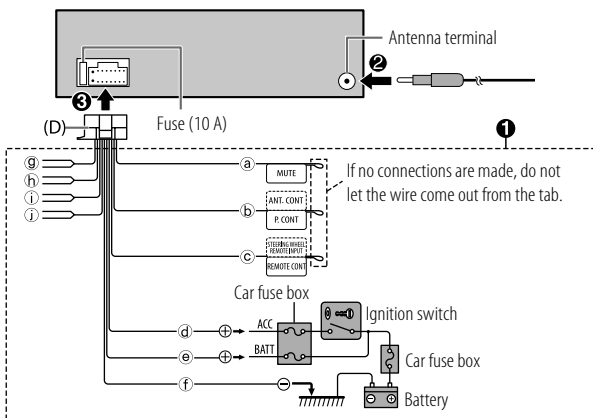 Antenna terminal
❷
❸
Fuse (10 A)
(D)
❶
ⓖ
ⓗ
ⓘ
ⓙ
ⓐ
MUTE
If no connections are made, do not
let the wire come out from the tab.
ⓑ
ANT. CONT
P. CONT
ⓒ
STEERING WHEEL
REMOTE INPUT
REMOTE CONT
Car fuse box
Ignition switch
ⓓ
ACC
ⓔ
BATT
Car fuse box
ⓕ
Battery